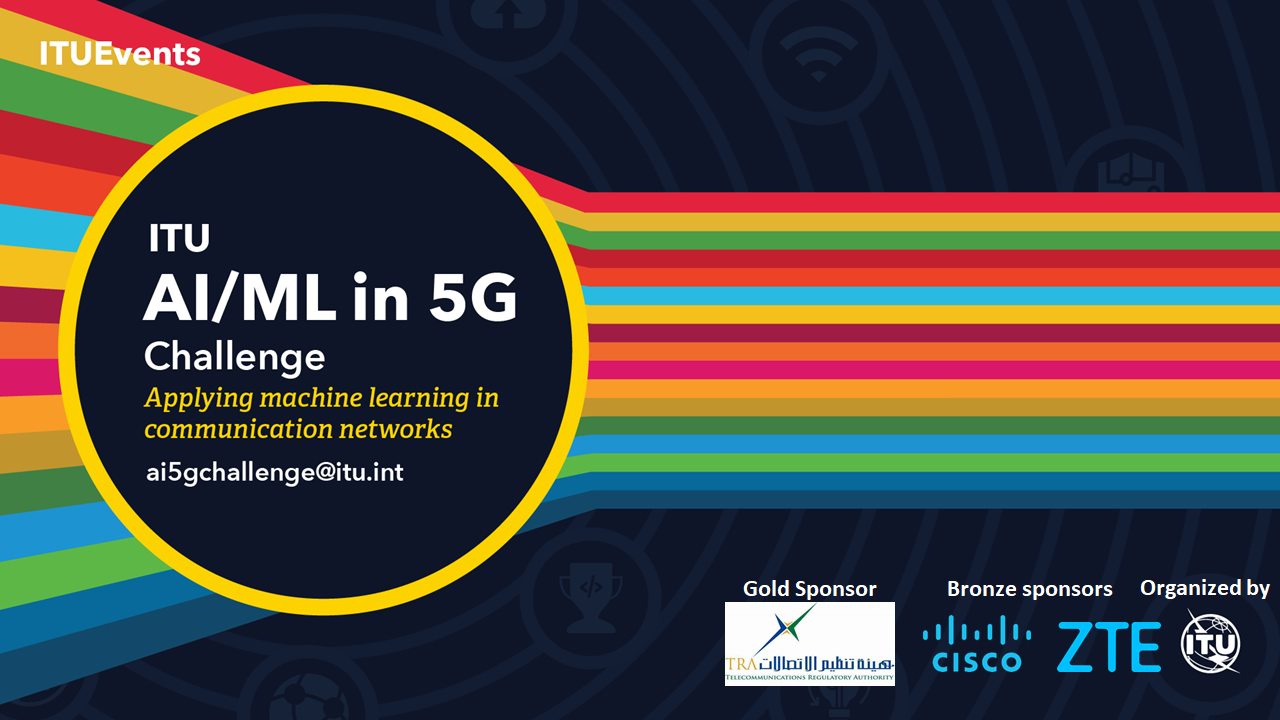 ITUEvents
ITU
AI/ML in 5G
Challenge
Applying machine learning in
communication networks
ai5gchallenge@itu.int
Gold Sponsor
Bronze sponsors
Organized by
TRA هيئة تنظيم الاتصالات
TELECOMMUNICATIONS REGULATORY AUTHORITY
CISCO
ZTE
ITU